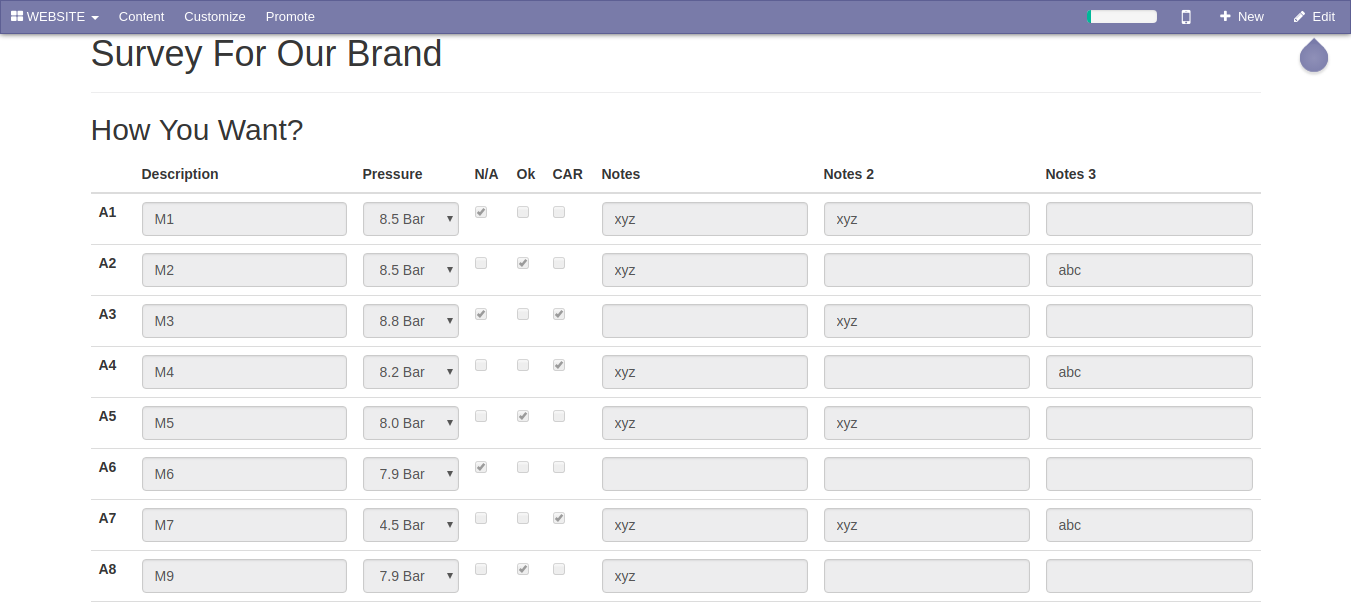 WEBSITE Content Customize Promote New Edit
Survey For Our Brand
How You Want?
Description Pressure N/A Ok CAR Notes Notes 2 Notes 3
A1 M1 8.5 Bar xyz xyz
A2 M2 8.5 Bar xyz abc
A3 M3 8.8 Bar xyz
A4 M4 8.2 Bar xyz abc
A5 M5 8.0 Bar xyz xyz
A6 M6 7.9 Bar
A7 M7 4.5 Bar xyz xyz abc
A8 M9 7.9 Bar xyz